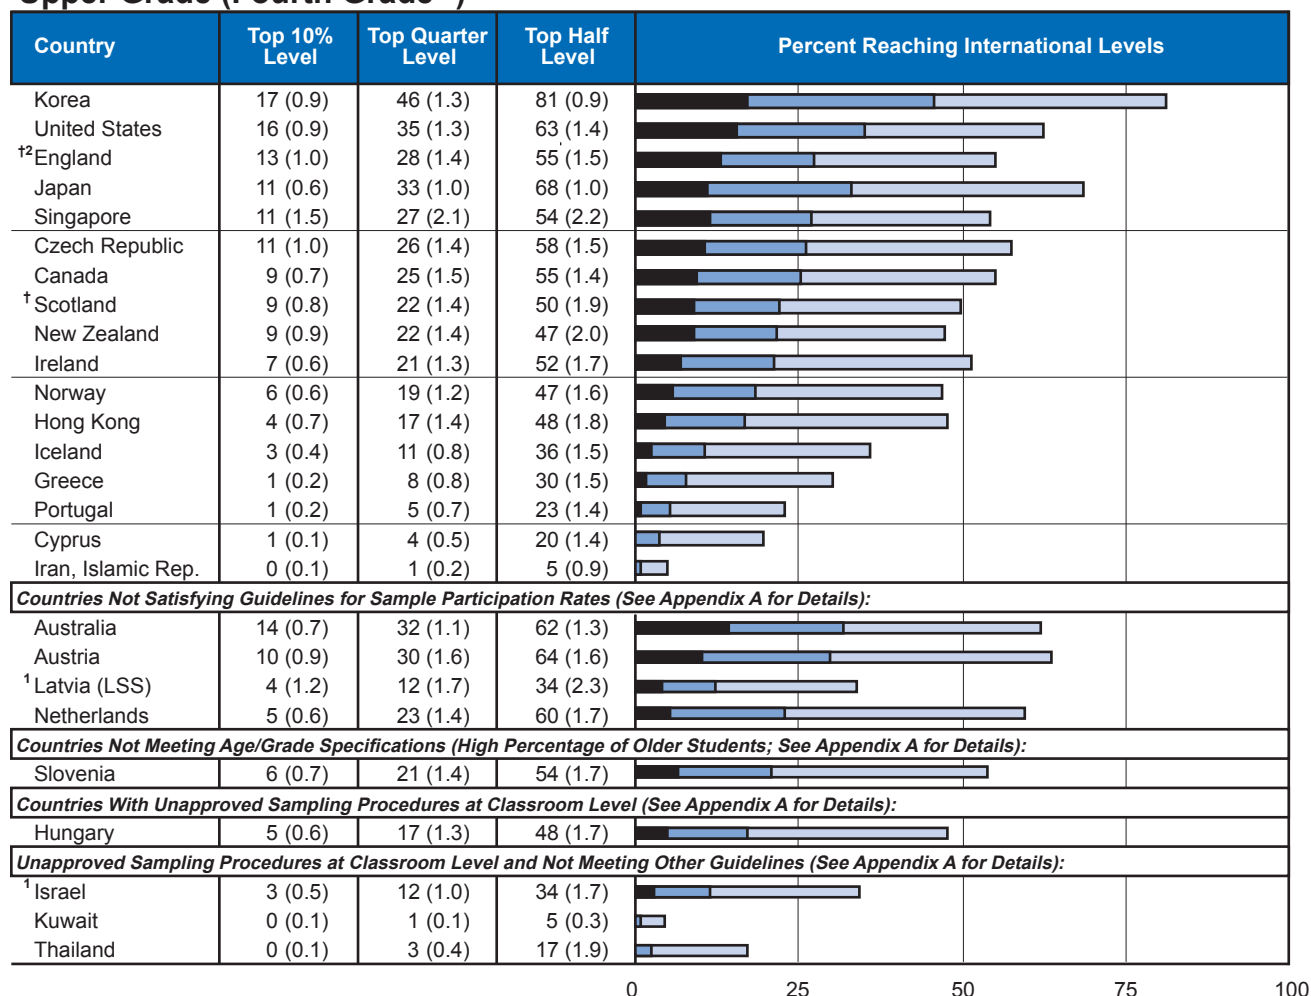 Upper Grade (Fourth Grade*)
Country Top 10% Level Top Quarter Level Top Half Level Percent Reaching International Levels
Korea 17 (0.9) 46 (1.3) 81 (0.9)
United States 16 (0.9) 35 (1.3) 63 (1.4)
†2 England 13 (1.0) 28 (1.4) 55 (1.5)
Japan 11 (0.6) 33 (1.0) 68 (1.0)
Singapore 11 (1.5) 27 (2.1) 54 (2.2)
Czech Republic 11 (1.0) 26 (1.4) 58 (1.5)
Canada 9 (0.7) 25 (1.5) 55 (1.4)
† Scotland 9 (0.8) 22 (1.4) 50 (1.9)
New Zealand 9 (0.9) 22 (1.4) 47 (2.0)
Ireland 7 (0.6) 21 (1.3) 52 (1.7)
Norway 6 (0.6) 19 (1.2) 47 (1.6)
Hong Kong 4 (0.7) 17 (1.4) 48 (1.8)
Iceland 3 (0.4) 11 (0.8) 36 (1.5)
Greece 1 (0.2) 8 (0.8) 30 (1.5)
Portugal 1 (0.2) 5 (0.7) 23 (1.4)
Cyprus 1 (0.1) 4 (0.5) 20 (1.4)
Iran, Islamic Rep. 0 (0.1) 1 (0.2) 5 (0.9)
Countries Not Satisfying Guidelines for Sample Participation Rates (See Appendix A for Details):
Australia 14 (0.7) 32 (1.1) 62 (1.3)
Austria 10 (0.9) 30 (1.6) 64 (1.6)
1 Latvia (LSS) 4 (1.2) 12 (1.7) 34 (2.3)
Netherlands 5 (0.6) 23 (1.4) 60 (1.7)
Countries Not Meeting Age/Grade Specifications (High Percentage of Older Students; See Appendix A for Details):
Slovenia 6 (0.7) 21 (1.4) 54 (1.7)
Countries With Unapproved Sampling Procedures at Classroom Level (See Appendix A for Details):
Hungary 5 (0.6) 17 (1.3) 48 (1.7)
Unapproved Sampling Procedures at Classroom Level and Not Meeting Other Guidelines (See Appendix A for Details):
1 Israel 3 (0.5) 12 (1.0) 34 (1.7)
Kuwait 0 (0.1) 1 (0.1) 5 (0.3)
Thailand 0 (0.1) 3 (0.4) 17 (1.9)
0 25 50 75 100